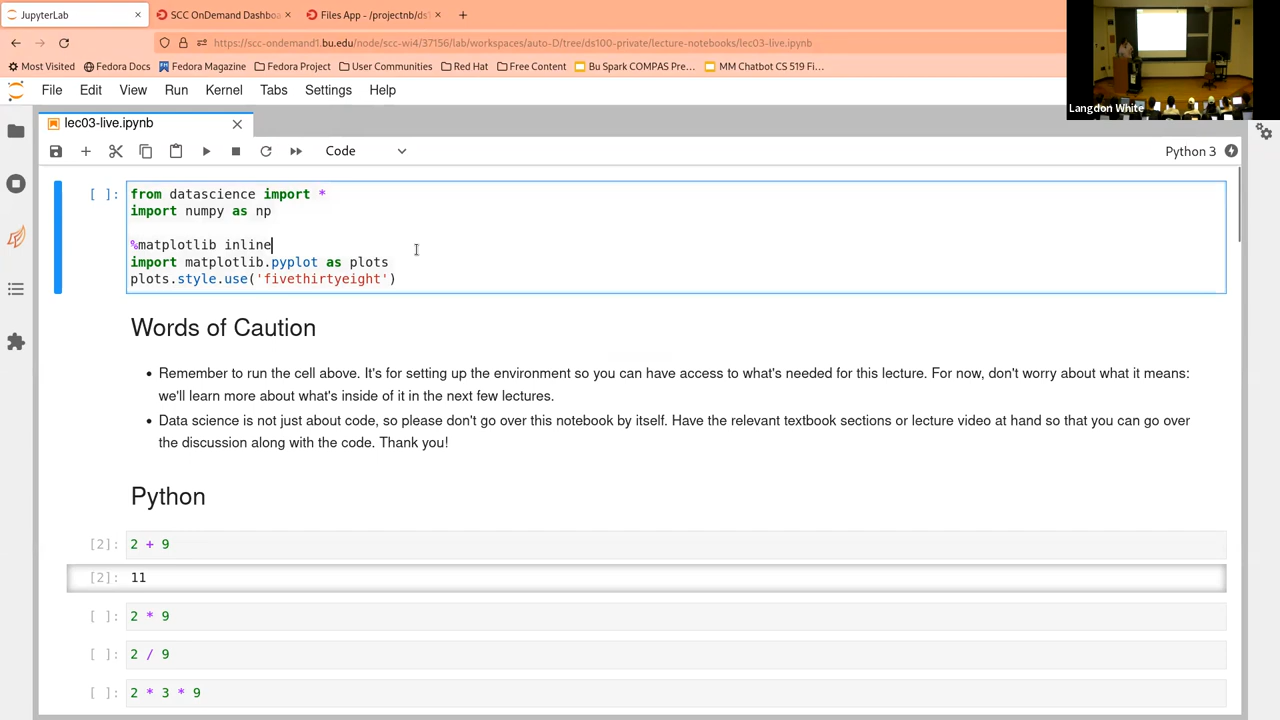 JupyterLab
SCC OnDemand Dashboa
Files App - /projectnb/ds
https://scc-ondemand1.bu.edu/node/scc-wi4/37156/lab/workspaces/auto-D/tree/ds100-private/lecture-notebooks/lec03-live.ipynb
Most Visited Fedora Docs Fedora Magazine Fedora Project User Communities Red Hat Free Content Bu Spark COMPAS Pre… MM Chatbot CS 519 Fi…
Langdon White
File Edit View Run Kernel Tabs Settings Help
lec03-live.ipynb
Code
Python 3
[ ]: from datascience import *
import numpy as np
%matplotlib inline
import matplotlib.pyplot as plots
plots.style.use('fivethirtyeight')
Words of Caution
• Remember to run the cell above. It's for setting up the environment so you can have access to what's needed for this lecture. For now, don't worry about what it means:
we'll learn more about what's inside of it in the next few lectures.
• Data science is not just about code, so please don't go over this notebook by itself. Have the relevant textbook sections or lecture video at hand so that you can go over
the discussion along with the code. Thank you!
Python
[2]: 2 + 9
[2]: 11
[ ]: 2 * 9
[ ]: 2 / 9
[ ]: 2 * 3 * 9